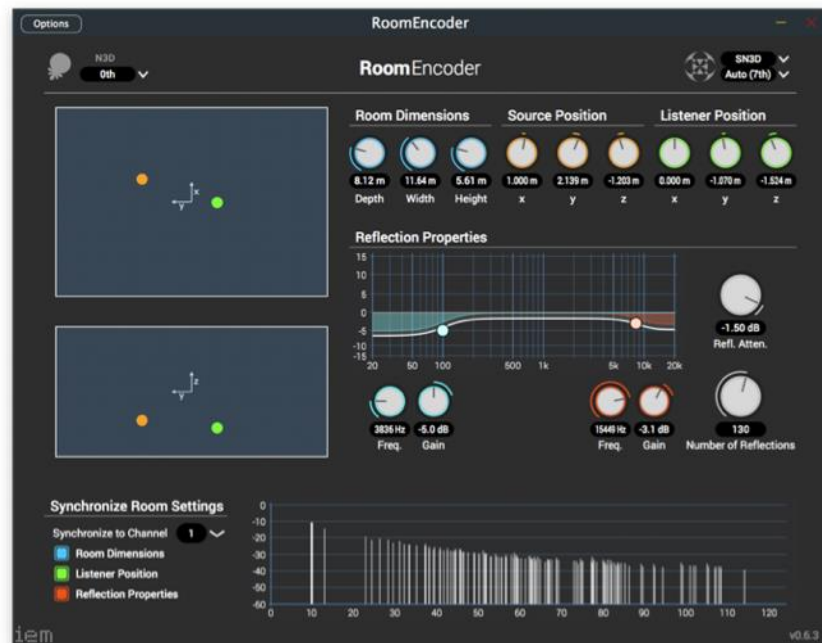 Options
RoomEncoder
N3D
0th
RoomEncoder
SN3D
Auto (7th)
Room Dimensions
Source Position
Listener Position
8.12 m
11.64 m
5.61 m
1.000 m
2.139 m
-1.203 m
0.000 m
-1.070 m
-1.524 m
Depth
Width
Height
x
y
z
x
y
z
x
y
Reflection Properties
15
10
5
0
-5
-10
-15
20
50
100
500
1k
5k
10k
20k
-1.50 dB
Refl. Atten.
z
y
3836 Hz
-5.0 dB
15449 Hz
-3.1 dB
130
Freq.
Gain
Freq.
Gain
Number of Reflections
Synchronize Room Settings
Synchronize to Channel 1
Room Dimensions
Listener Position
Reflection Properties
0
-10
-20
-30
-40
-50
-60
0
10
20
30
40
50
60
70
80
90
100
110
120
iem
v0.6.3